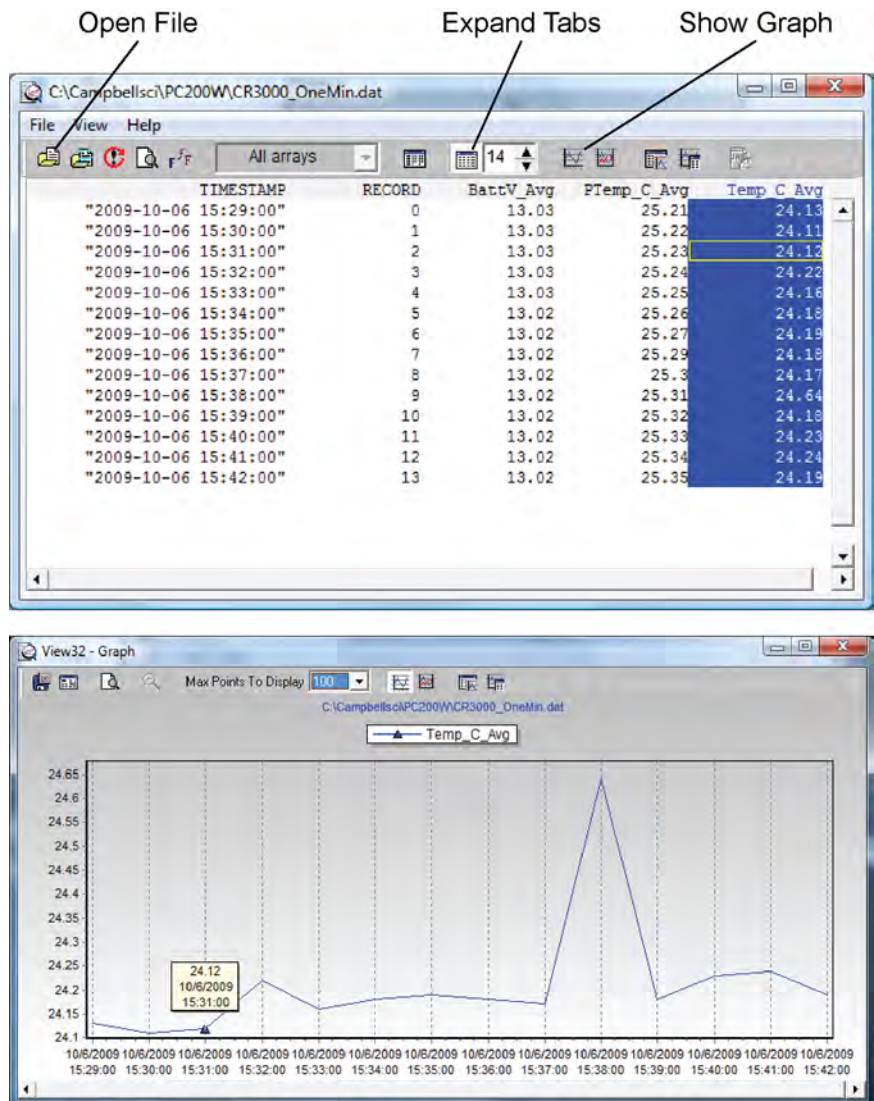 Open File Expand Tabs Show Graph
C:\Campbellsci\PC200W\CR3000_OneMin.dat
File View Help
All arrays 14
TIMESTAMP RECORD BattV_Avg PTemp_C_Avg Temp_C_Avg
"2009-10-06 15:29:00" 0 13.03 25.21 24.13
"2009-10-06 15:30:00" 1 13.03 25.22 24.11
"2009-10-06 15:31:00" 2 13.03 25.23 24.12
"2009-10-06 15:32:00" 3 13.03 25.24 24.22
"2009-10-06 15:33:00" 4 13.03 25.25 24.16
"2009-10-06 15:34:00" 5 13.02 25.26 24.18
"2009-10-06 15:35:00" 6 13.02 25.27 24.19
"2009-10-06 15:36:00" 7 13.02 25.29 24.18
"2009-10-06 15:37:00" 8 13.02 25.3 24.17
"2009-10-06 15:38:00" 9 13.02 25.31 24.64
"2009-10-06 15:39:00" 10 13.02 25.32 24.18
"2009-10-06 15:40:00" 11 13.02 25.33 24.23
"2009-10-06 15:41:00" 12 13.02 25.34 24.24
"2009-10-06 15:42:00" 13 13.02 25.35 24.19
View32 - Graph
Max Points To Display 100
C:\Campbellsci\PC200W\CR3000_OneMin.dat
Temp_C_Avg
24.65
24.6
24.55
24.5
24.45
24.4
24.35
24.3
24.25
24.2
24.15
24.1
24.12
10/6/2009
15:31:00
10/6/2009 10/6/2009 10/6/2009 10/6/2009 10/6/2009 10/6/2009 10/6/2009 10/6/2009 10/6/2009 10/6/2009 10/6/2009 10/6/2009 10/6/2009 10/6/2009
15:29:00 15:30:00 15:31:00 15:32:00 15:33:00 15:34:00 15:35:00 15:36:00 15:37:00 15:38:00 15:39:00 15:40:00 15:41:00 15:42:00